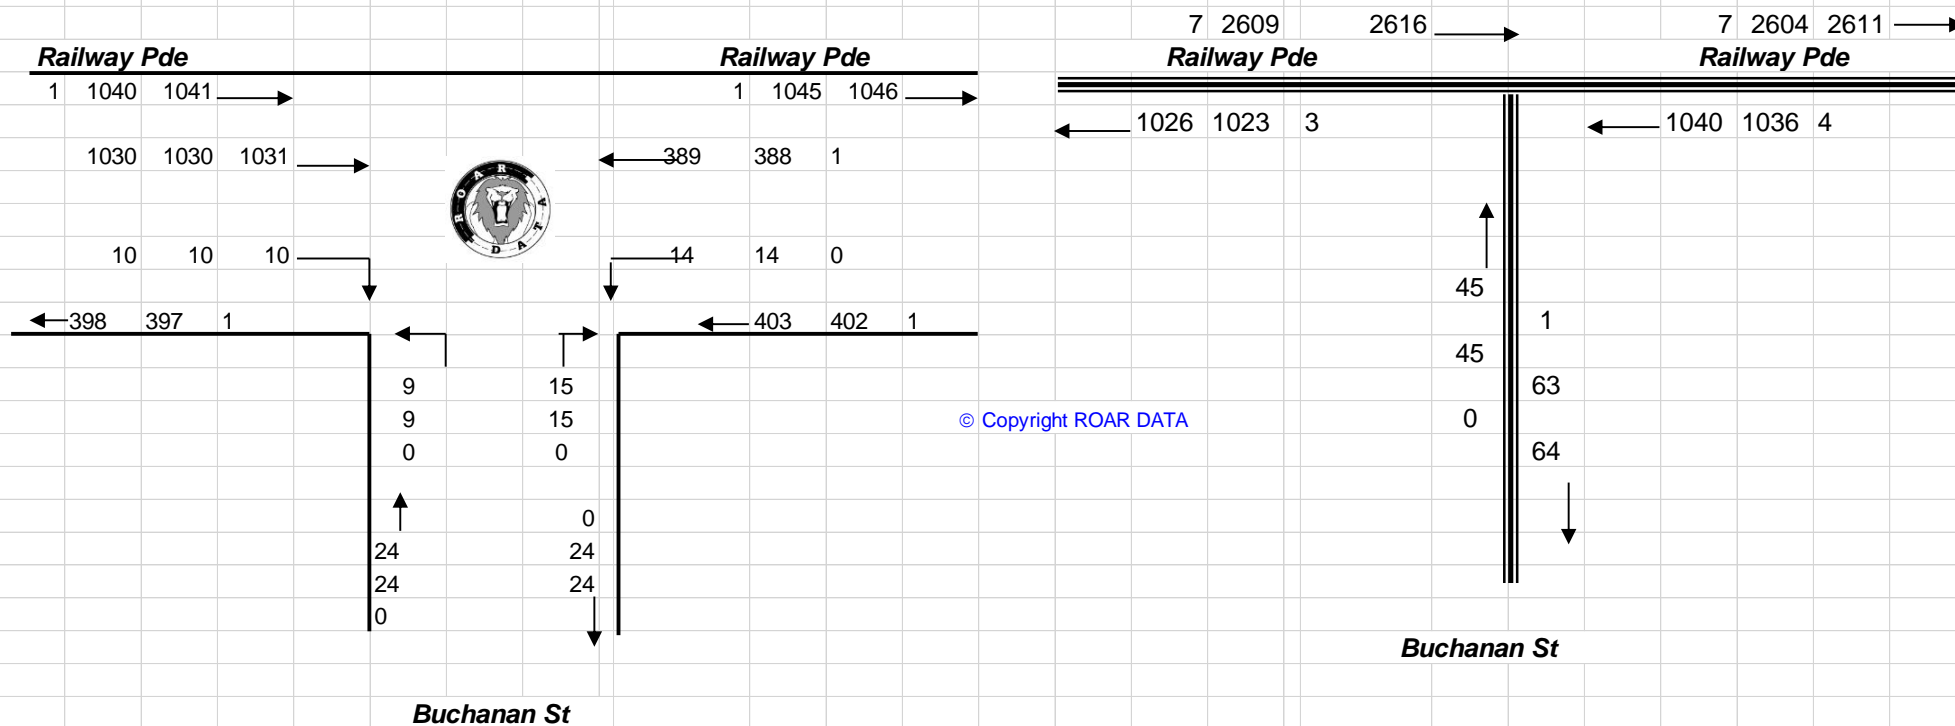 7 2609 2616 7 2604 2611
Railway Pde Railway Pde Railway Pde Railway Pde
1 1040 1041 1 1045 1046
1026 1023 3 1040 1036 4
1030 1030 1031 389 388 1
ROAR DATA
10 10 10 14 14 0
45
398 397 1 403 402 1 1
45
9 15 63
9 15 © Copyright ROAR DATA 0
0 0 64
0
24 24
24 24
0
Buchanan St
Buchanan St